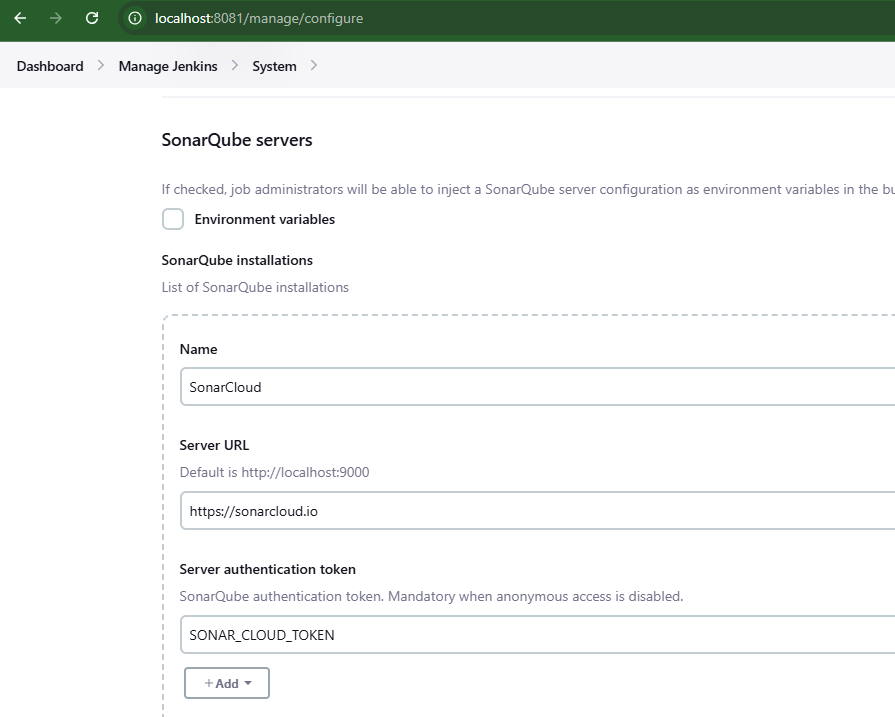 localhost:8081/manage/configure
Dashboard > Manage Jenkins > System >
SonarQube servers
If checked, job administrators will be able to inject a SonarQube server configuration as environment variables in the
Environment variables
SonarQube installations
List of SonarQube installations
Name
SonarCloud
Server URL
Default is http://localhost:9000
https://sonarcloud.io
Server authentication token
SonarQube authentication token. Mandatory when anonymous access is disabled.
SONAR_CLOUD_TOKEN
+ Add